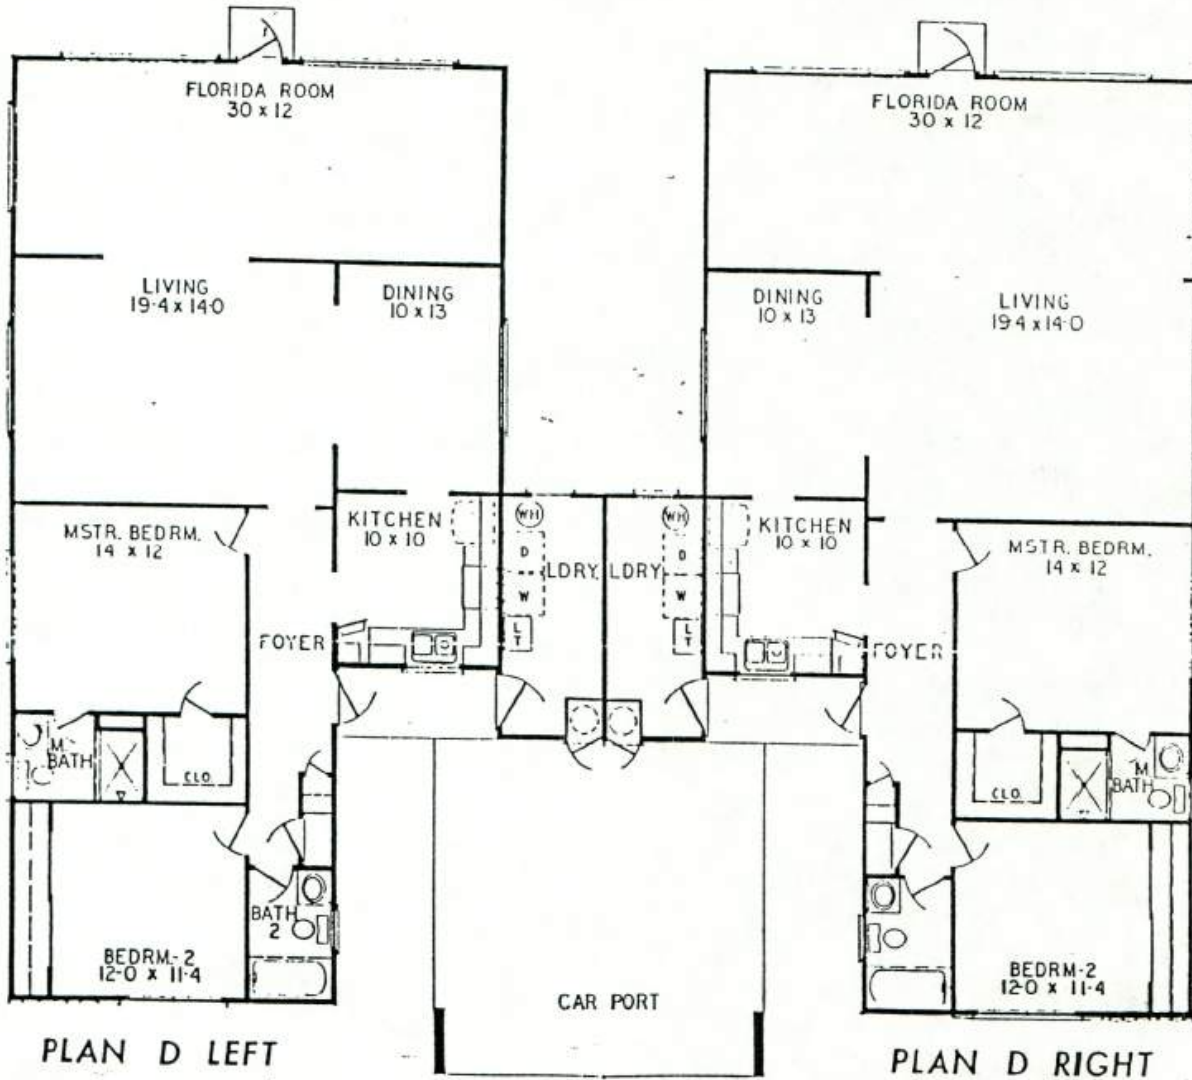 FLORIDA ROOM
30 x 12
LIVING
19-4 x 14-0
DINING
10 x 13
MSTR. BEDRM.
14 x 12
KITCHEN
10 x 10
WH
D
W
LT
LDRY.
FOYER
M.
BATH
CLO.
BATH
2
BEDRM.-2
12-0 x 11-4
PLAN D LEFT
CAR PORT
FLORIDA ROOM
30 x 12
DINING
10 x 13
LIVING
19-4 x 14-0
LDRY.
WH
D
W
LT
KITCHEN
10 x 10
MSTR. BEDRM.
14 x 12
FOYER
CLO.
M.
BATH
BEDRM-2
12-0 x 11-4
PLAN D RIGHT